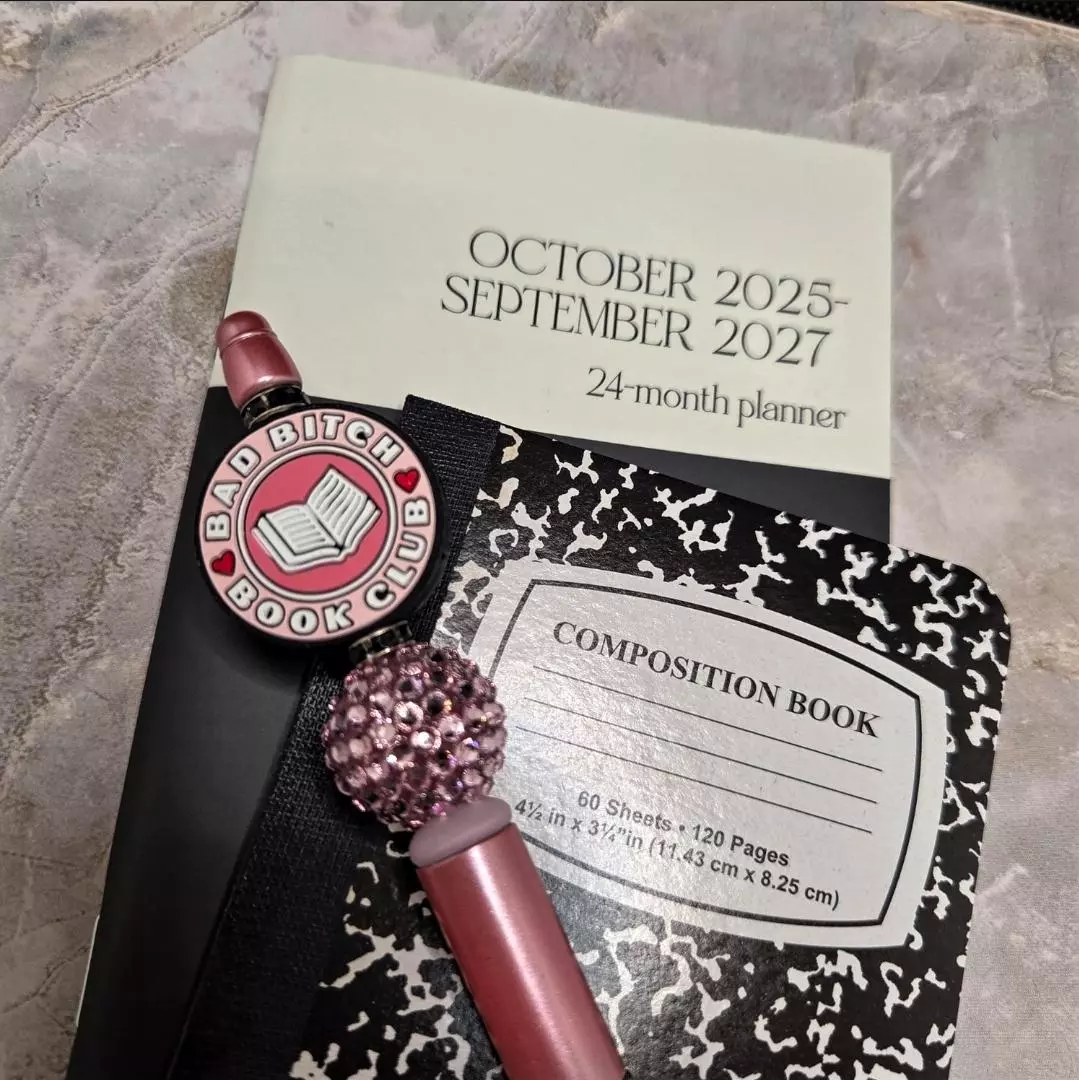 OCTOBER 2025-
SEPTEMBER 2027
24-month planner
BAD BITCH
BOOK CLUB
COMPOSITION BOOK
60 Sheets • 120 Pages
4½ in x 3¼"in (11.43 cm x 8.25 cm)